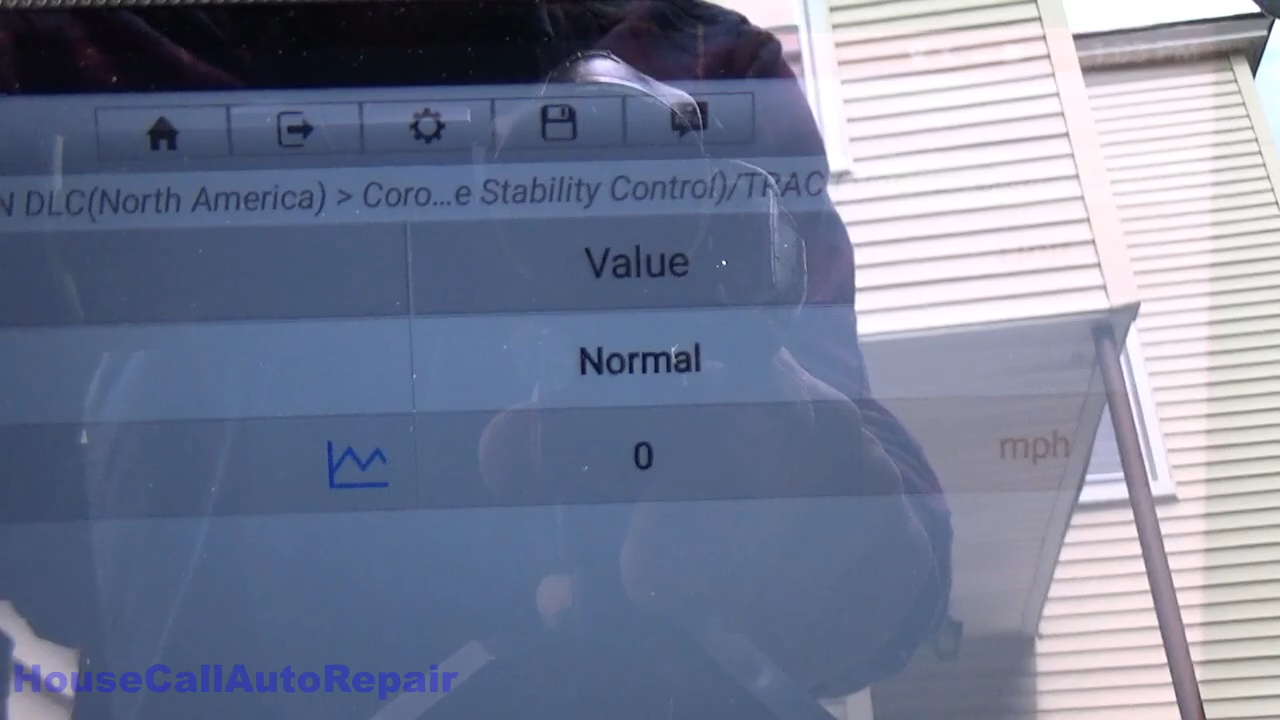 N DLC(North America) > Coro...e Stability Control)/TRAC
Value
Normal
0
mph
HouseCallAutoRepair